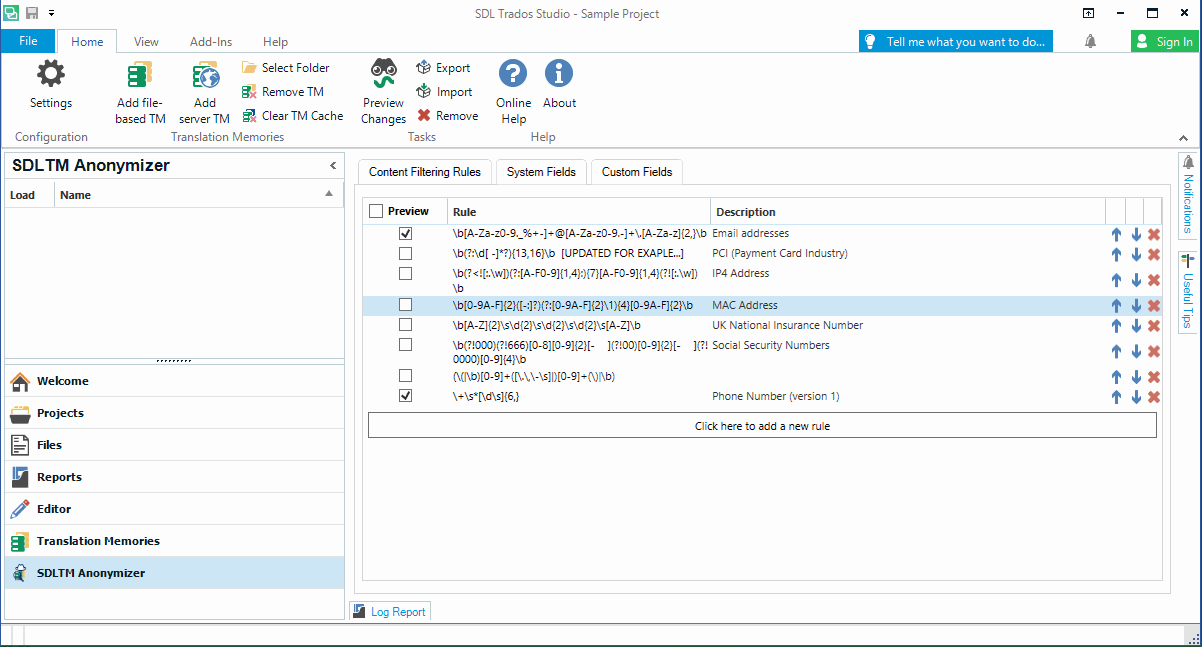 SDL Trados Studio - Sample Project
File Home View Add-Ins Help Tell me what you want to do... Sign In
Settings
Add file-based TM
Add server TM
Select Folder
Remove TM
Clear TM Cache
Preview Changes
Export
Import
Remove
Online Help
About
Configuration Translation Memories Tasks Help
SDLTM Anonymizer
Load Name
Welcome
Projects
Files
Reports
Editor
Translation Memories
SDLTM Anonymizer
Content Filtering Rules System Fields Custom Fields
Preview Rule Description
\b[A-Za-z0-9._%+-]+@[A-Za-z0-9.-]+\.[A-Za-z]{2,}\b Email addresses
\b(?:\d[ -]*?){13,16}\b [UPDATED FOR EXAPLE...] PCI (Payment Card Industry)
\b(?<![:.\w])(?:[A-F0-9]{1,4}:){7}[A-F0-9]{1,4}(?![:.\w]) IP4 Address
\b
\b[0-9A-F]{2}([-:]?)(?:[0-9A-F]{2}\1){4}[0-9A-F]{2}\b MAC Address
\b[A-Z]{2}\s\d{2}\s\d{2}\s\d{2}\s[A-Z]\b UK National Insurance Number
\b(?!000)(?!666)[0-8][0-9]{2}[- ](?!00)[0-9]{2}[- ](?! Social Security Numbers
0000)[0-9]{4}\b
(\(|\b)[0-9]+([\.\,\-\s]|)[0-9]+(\)|\b)
\+\s*[\d\s]{6,} Phone Number (version 1)
Click here to add a new rule
Log Report
Notifications
Useful Tips